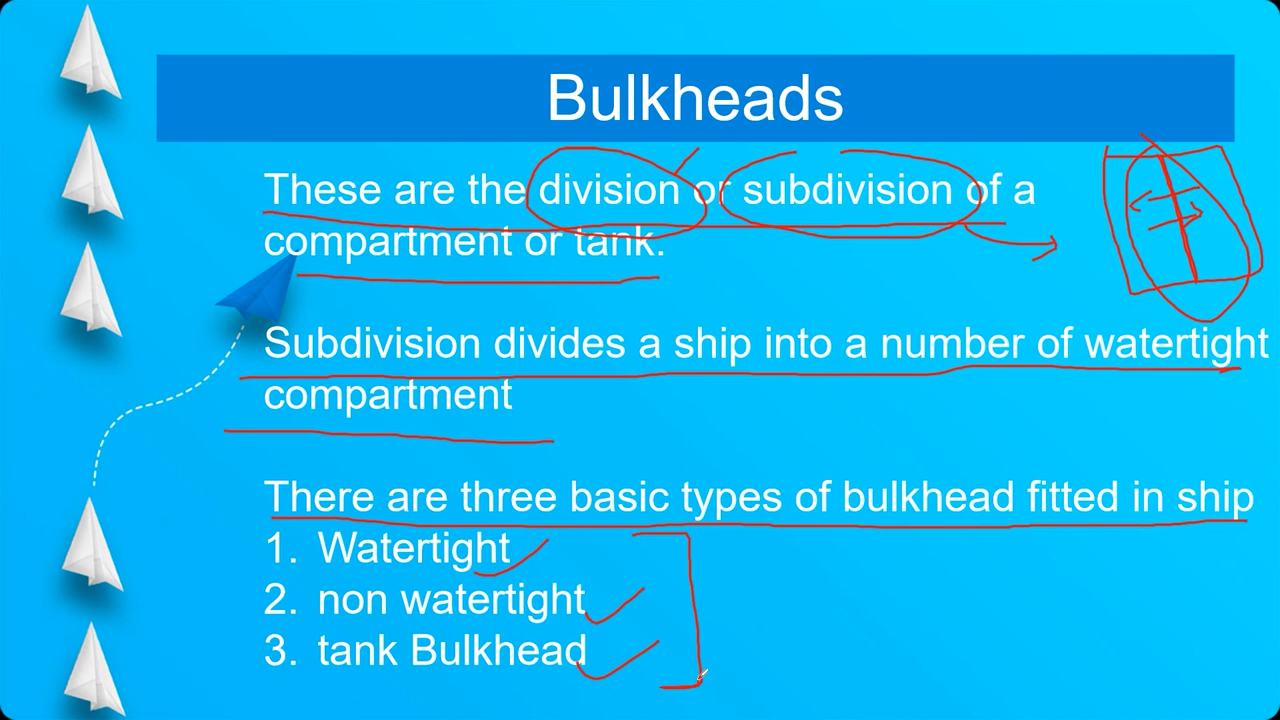 Bulkheads
These are the division or subdivision of a
compartment or tank.
Subdivision divides a ship into a number of watertight
compartment
There are three basic types of bulkhead fitted in ship
1. Watertight
2. non watertight
3. tank Bulkhead